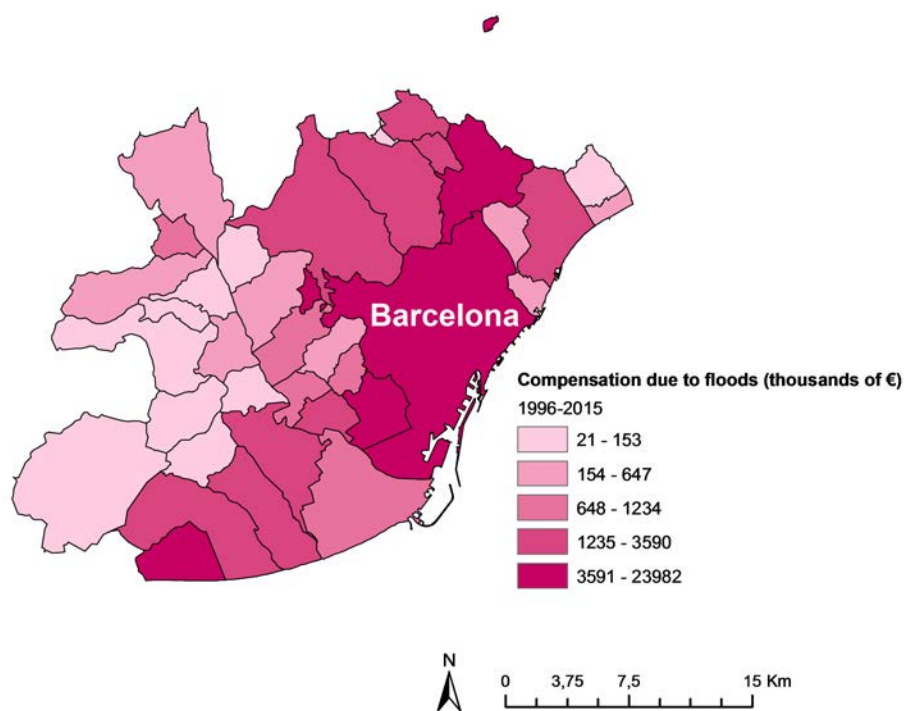 Barcelona
Compensation due to floods (thousands of €)
1996-2015
21 - 153
154 - 647
648 - 1234
1235 - 3590
3591 - 23982
N
0 3,75 7,5 15 Km